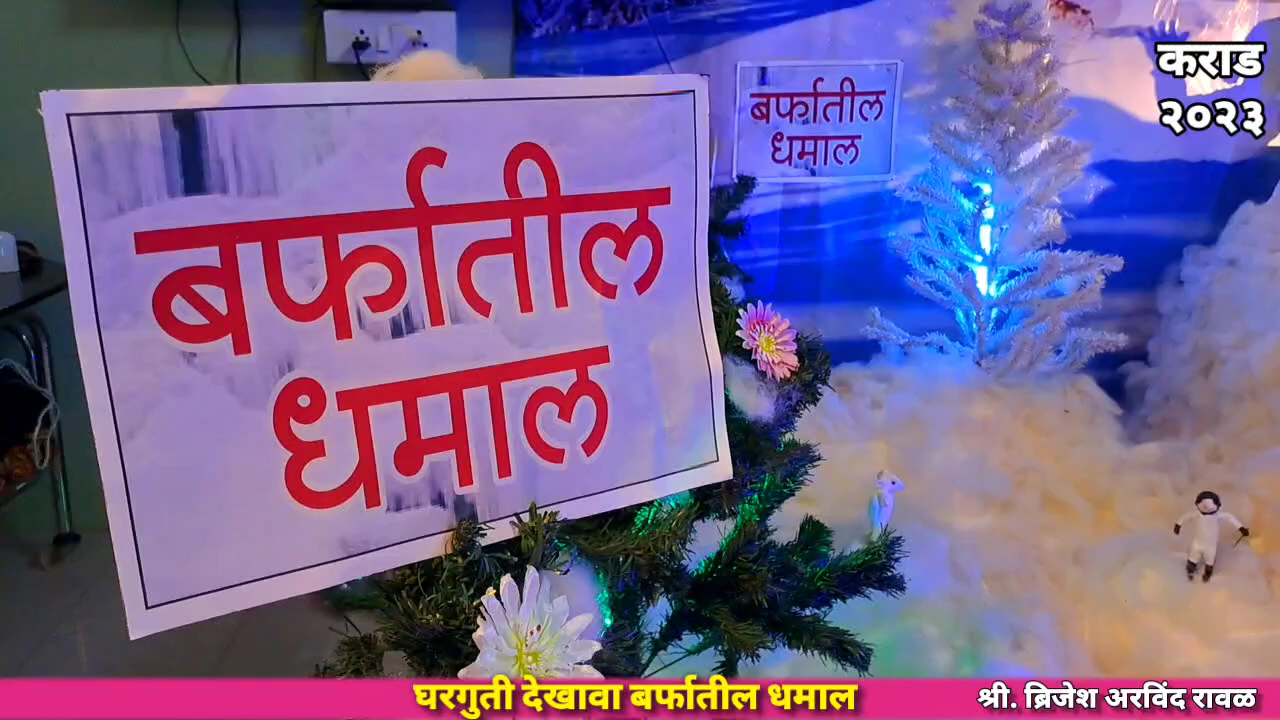 बर्फातील
धमाल
बर्फातील
धमाल
कराड
२०२३
घरगुती देखावा बर्फातील धमाल
श्री. ब्रिजेश अरविंद रावळ